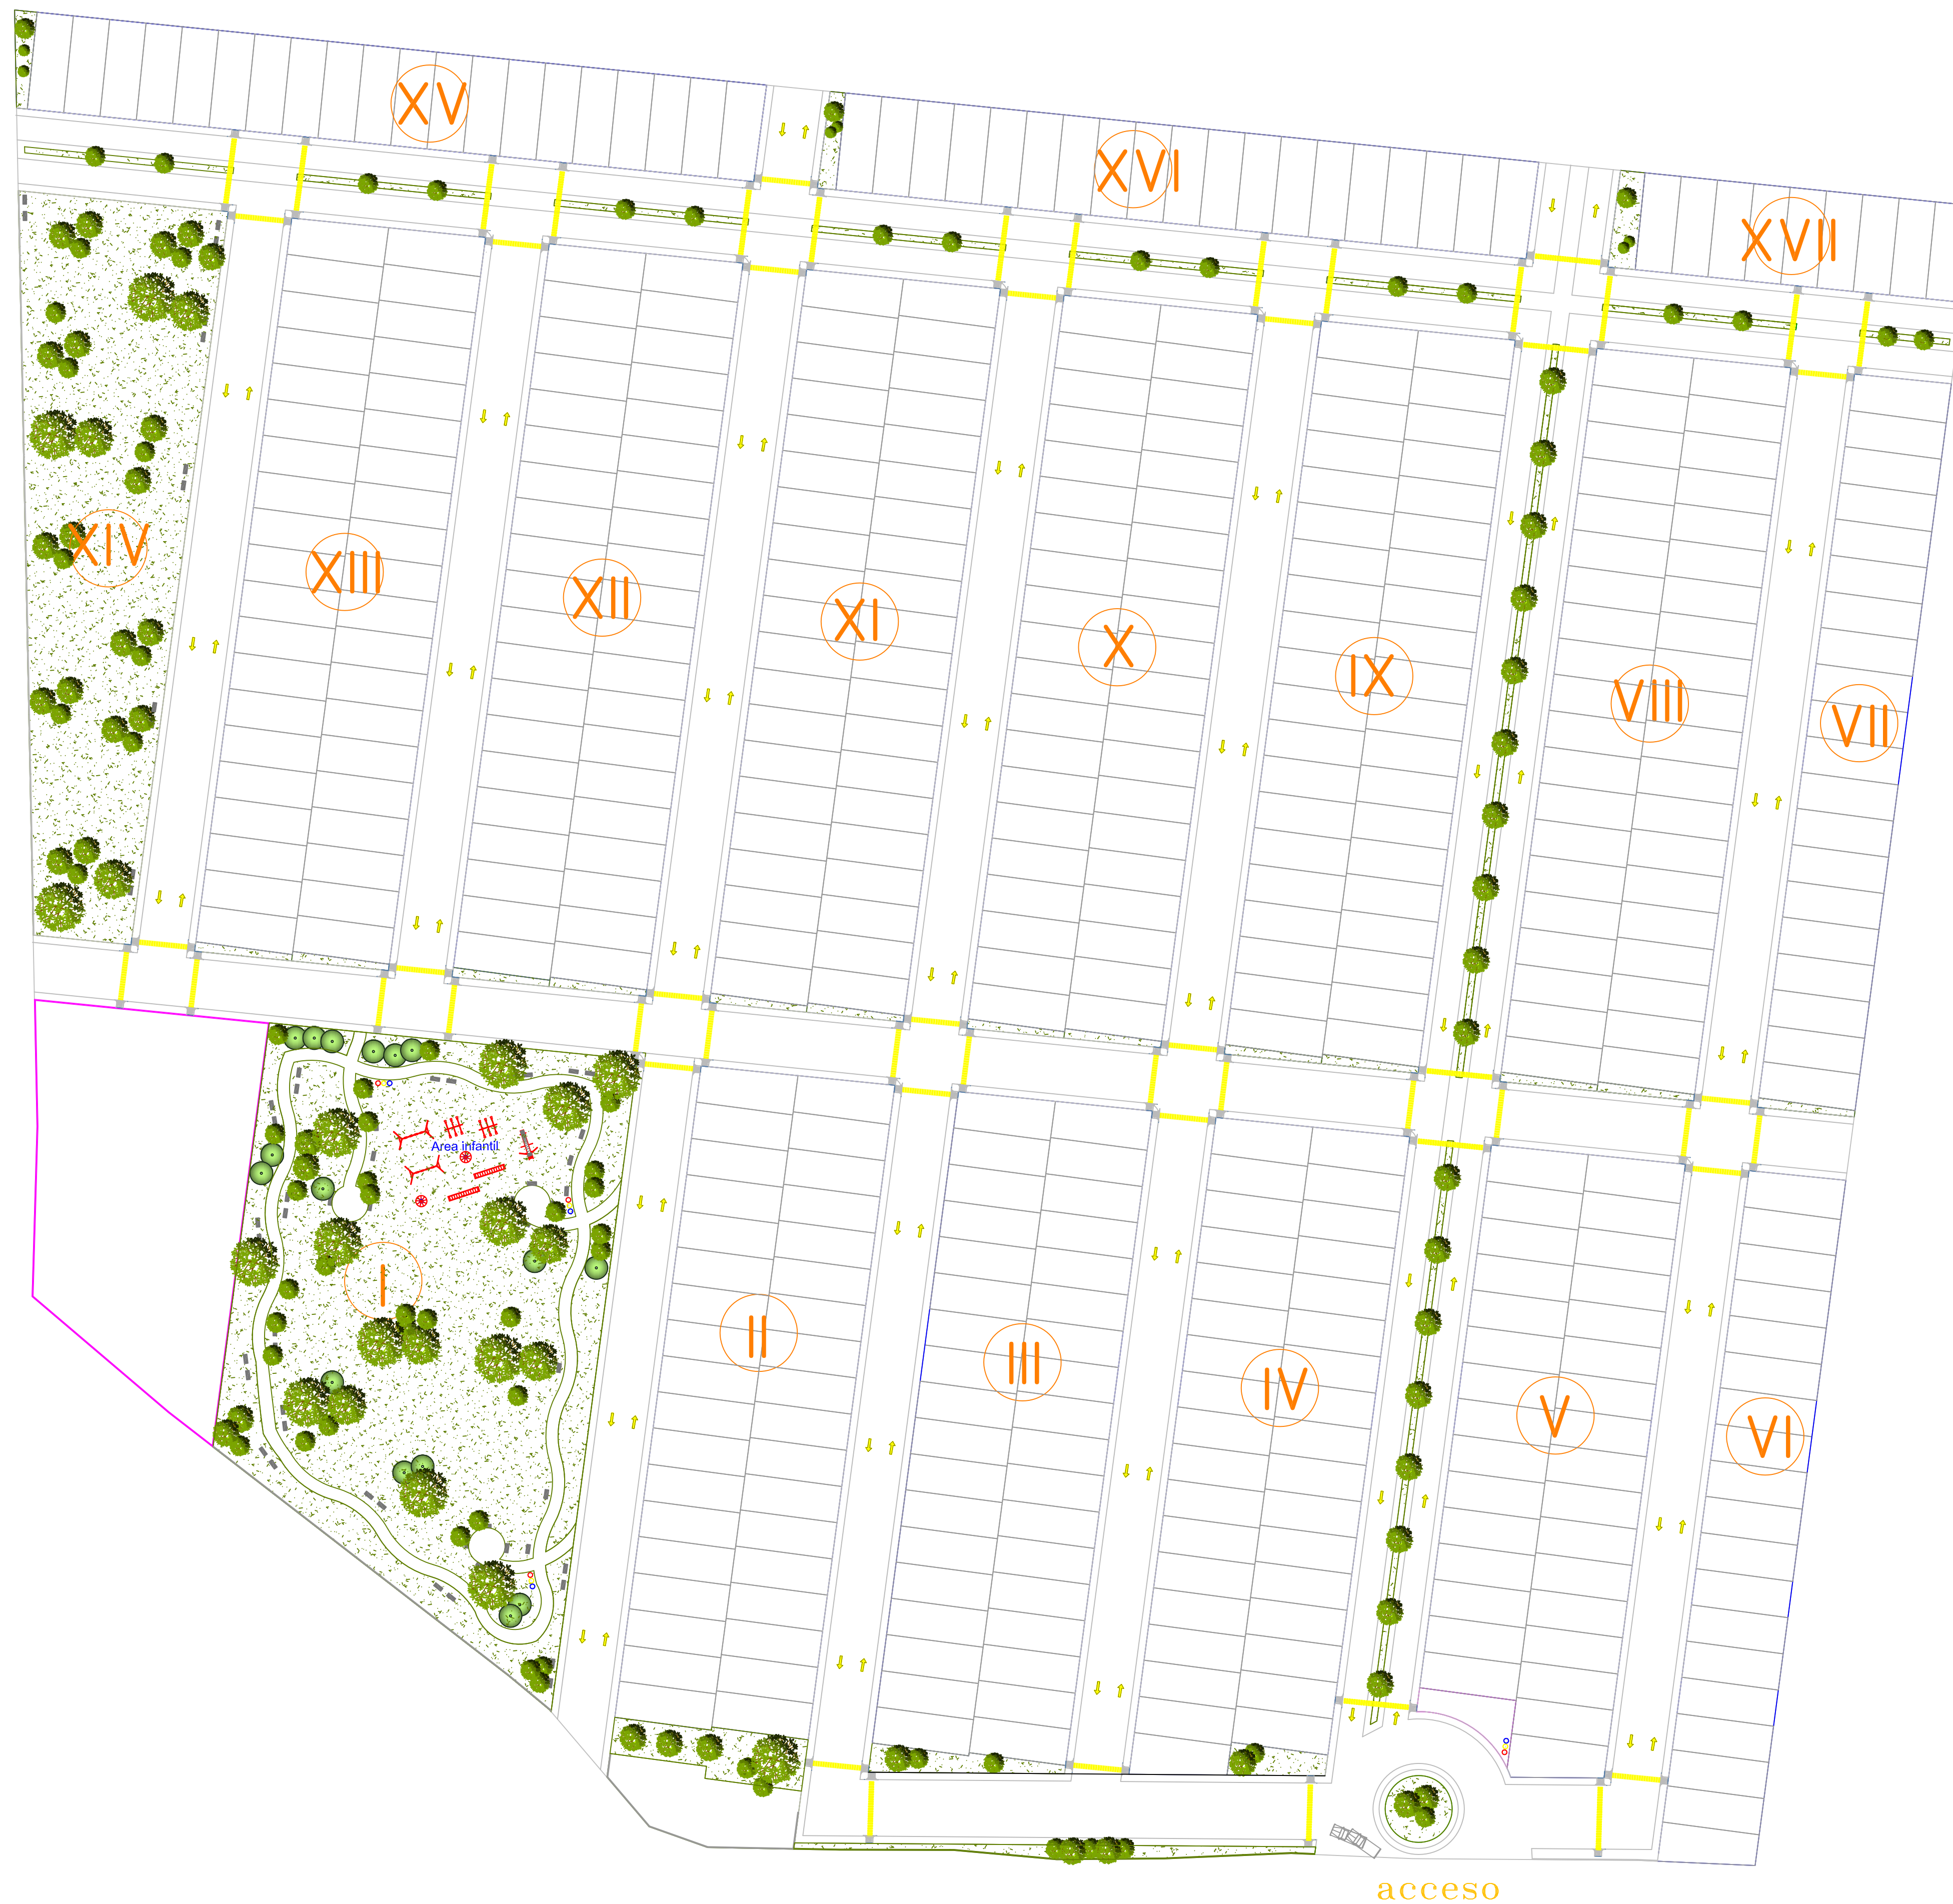 XV
XVI
XVII
XIV
XIII
XII
XI
X
IX
VIII
VII
Area infantil
I
II
III
IV
V
VI
acceso